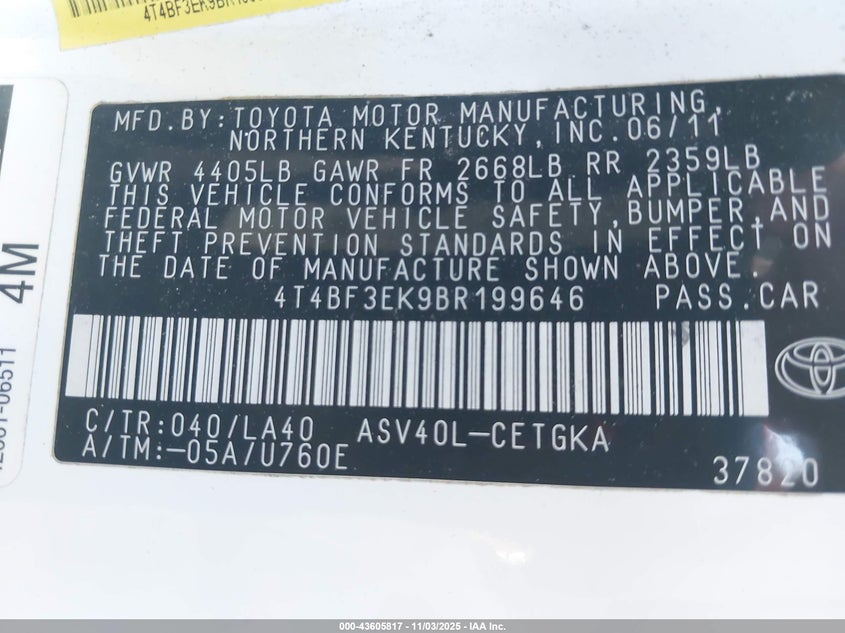 4T4BF3EK9BR
MFD.BY:TOYOTA MOTOR MANUFACTURING,
NORTHERN KENTUCKY,INC.06/11
GVWR 4405LB GAWR FR 2668LB RR 2359LB
THIS VEHICLE CONFORMS TO ALL APPLICABLE
FEDERAL MOTOR VEHICLE SAFETY,BUMPER,AND
THEFT PREVENTION STANDARDS IN EFFECT ON
THE DATE OF MANUFACTURE SHOWN ABOVE.
4T4BF3EK9BR199646 PASS.CAR
C/TR:040/LA40 ASV40L-CETGKA
A/TM:-05A/U760E
37820
4M
-06511
000-43605817 - 11/03/2025 - IAA Inc.